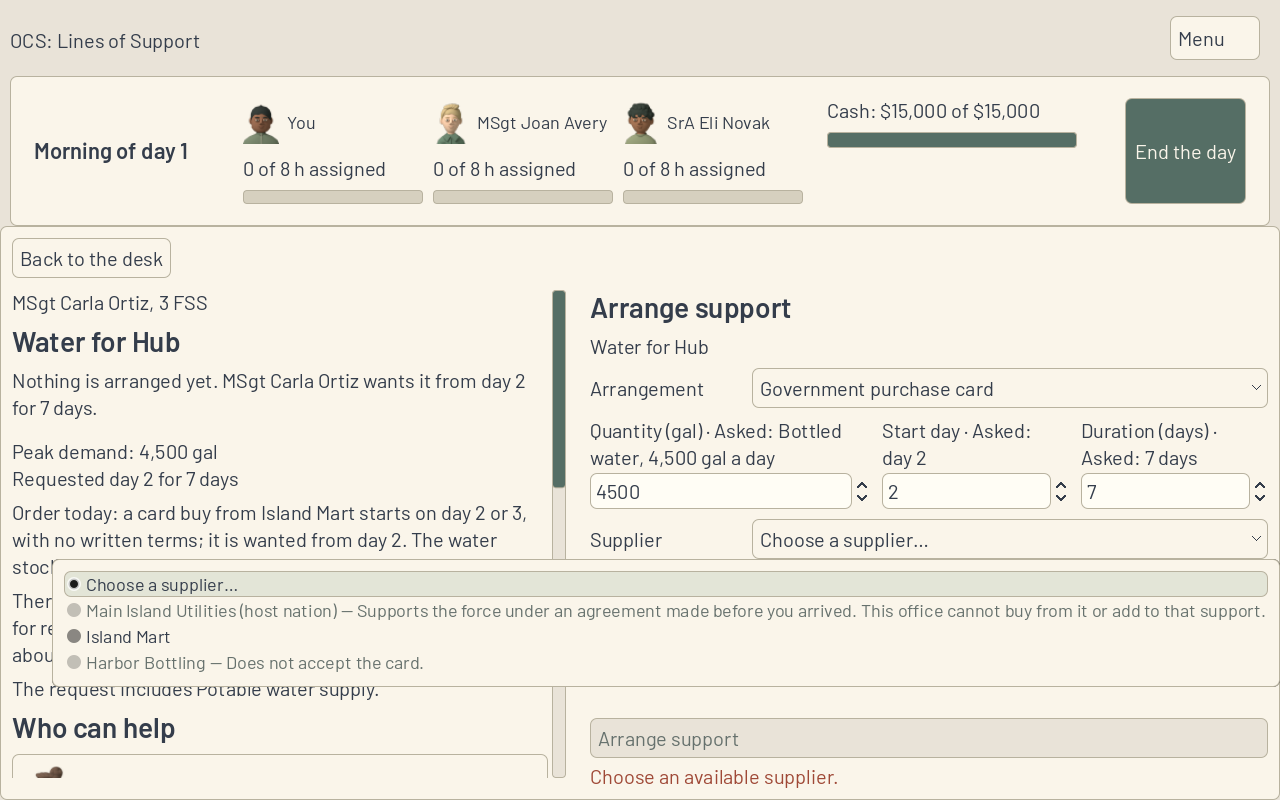 OCS: Lines of Support
Menu
Morning of day 1
You
0 of 8 h assigned
MSgt Joan Avery
0 of 8 h assigned
SrA Eli Novak
0 of 8 h assigned
Cash: $15,000 of $15,000
End the day
Back to the desk
MSgt Carla Ortiz, 3 FSS
Water for Hub
Nothing is arranged yet. MSgt Carla Ortiz wants it from day 2
for 7 days.
Peak demand: 4,500 gal
Requested day 2 for 7 days
Order today: a card buy from Island Mart starts on day 2 or 3,
with no written terms; it is wanted from day 2. The water
The request includes Potable water supply.
Who can help
Arrange support
Water for Hub
Arrangement
Government purchase card
Quantity (gal) · Asked: Bottled
water, 4,500 gal a day
4500
Start day · Asked:
day 2
2
Duration (days) ·
Asked: 7 days
7
Supplier
Choose a supplier…
Choose a supplier…
Main Island Utilities (host nation) — Supports the force under an agreement made before you arrived. This office cannot buy from it or add to that support.
Island Mart
Harbor Bottling — Does not accept the card.
Arrange support
Choose an available supplier.